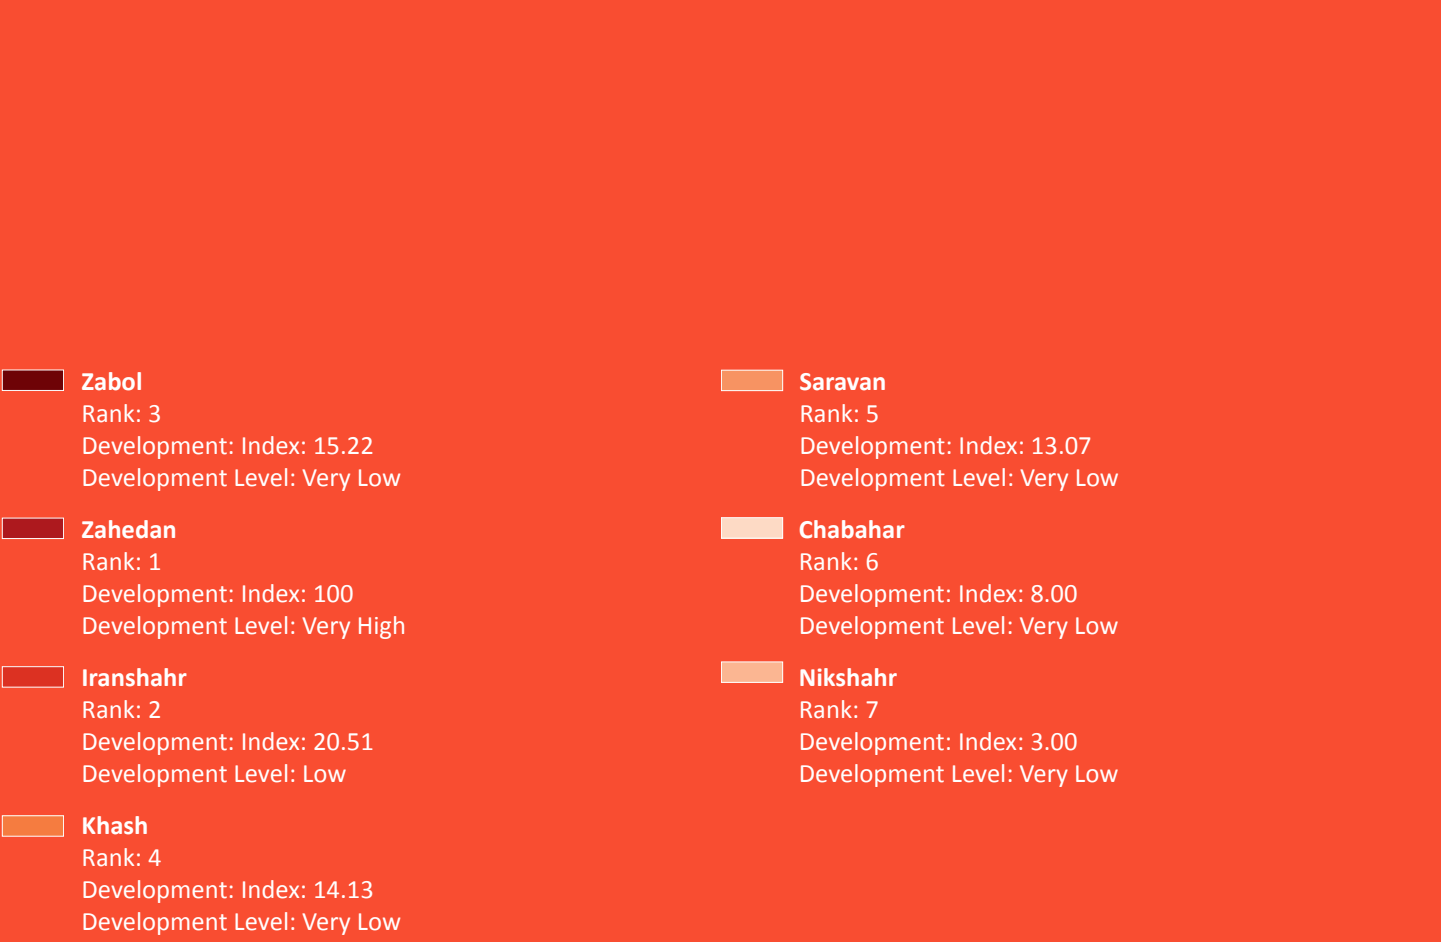 Zabol
Rank: 3
Development: Index: 15.22
Development Level: Very Low
Zahedan
Rank: 1
Development: Index: 100
Development Level: Very High
Iranshahr
Rank: 2
Development: Index: 20.51
Development Level: Low
Khash
Rank: 4
Development: Index: 14.13
Development Level: Very Low
Saravan
Rank: 5
Development: Index: 13.07
Development Level: Very Low
Chabahar
Rank: 6
Development: Index: 8.00
Development Level: Very Low
Nikshahr
Rank: 7
Development: Index: 3.00
Development Level: Very Low